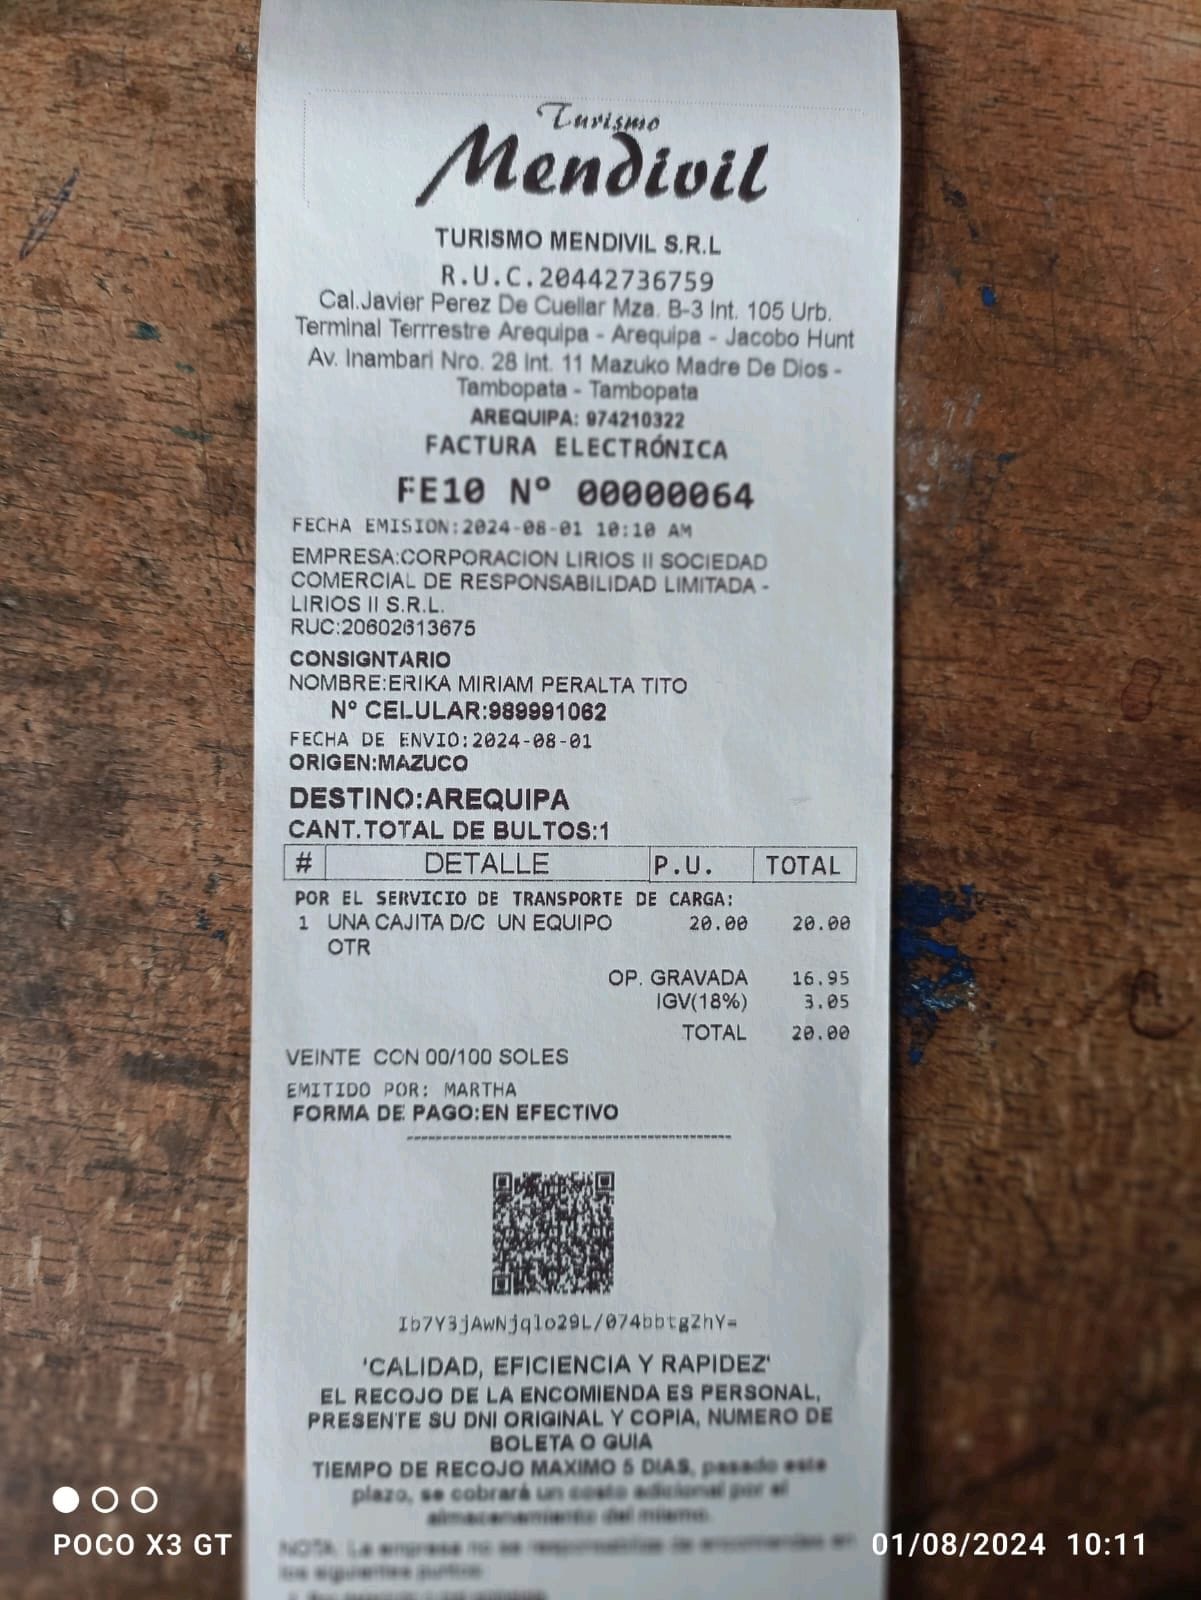 Turismo
Mendivil
TURISMO MENDIVIL S.R.L
R.U.C.20442736759
Cal.Javier Perez De Cuellar Mza. B-3 Int. 105 Urb.
Terminal Terrrestre Arequipa - Arequipa - Jacobo Hunt
Av. Inambari Nro. 28 Int. 11 Mazuko Madre De Dios -
Tambopata - Tambopata
AREQUIPA: 974210322
FACTURA ELECTRÓNICA
FE10 Nº 00000064
FECHA EMISION:2024-08-01 10:10 AM
EMPRESA:CORPORACION LIRIOS II SOCIEDAD
COMERCIAL DE RESPONSABILIDAD LIMITADA -
LIRIOS II S.R.L.
RUC:20602613675
CONSIGNTARIO
NOMBRE:ERIKA MIRIAM PERALTA TITO
Nº CELULAR:989991062
FECHA DE ENVIO:2024-08-01
ORIGEN:MAZUCO
DESTINO:AREQUIPA
CANT.TOTAL DE BULTOS:1
# DETALLE P.U. TOTAL
POR EL SERVICIO DE TRANSPORTE DE CARGA:
1 UNA CAJITA D/C UN EQUIPO 20.00 20.00
OTR
OP. GRAVADA 16.95
IGV(18%) 3.05
TOTAL 20.00
VEINTE CON 00/100 SOLES
EMITIDO POR: MARTHA
FORMA DE PAGO:EN EFECTIVO
--------------------------------------------
Ib7Y3jAwNjqlo29L/074bbtgZhY=
'CALIDAD, EFICIENCIA Y RAPIDEZ'
EL RECOJO DE LA ENCOMIENDA ES PERSONAL,
PRESENTE SU DNI ORIGINAL Y COPIA, NUMERO DE
BOLETA O GUIA
TIEMPO DE RECOJO MAXIMO 5 DIAS, pasado este
plazo, se cobrará un costo adicional por el
almacenamiento del mismo.
NOTA: La empresa no se responsabiliza de encomiendas en
los siguientes puntos:
POCO X3 GT
01/08/2024 10:11